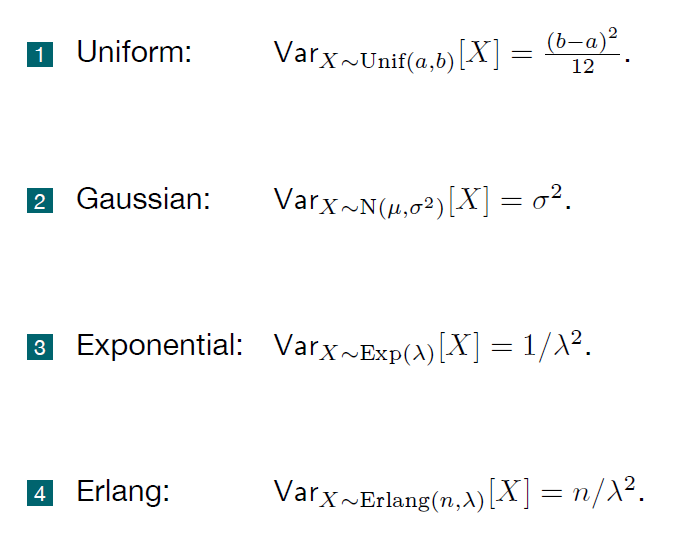 1 Uniform: Var_{X∼Unif(a,b)}[X] = \frac{(b−a)^2}{12}.
2 Gaussian: Var_{X∼N(μ,σ^2)}[X] = σ^2.
3 Exponential: Var_{X∼Exp(λ)}[X] = 1/λ^2.
4 Erlang: Var_{X∼Erlang(n,λ)}[X] = n/λ^2.